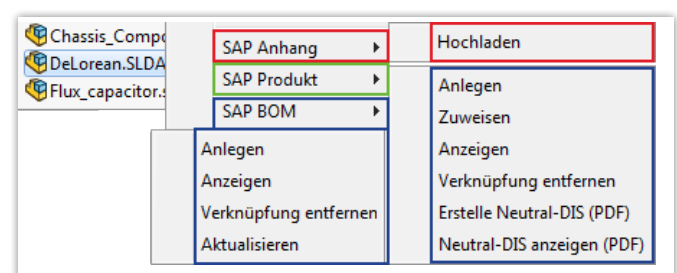 Chassis_Compo
DeLorean.SLDA
Flux_capacitor.s
SAP Anhang
SAP Produkt
SAP BOM
Hochladen
Anlegen
Zuweisen
Anzeigen
Verknüpfung entfernen
Erstelle Neutral-DIS (PDF)
Neutral-DIS anzeigen (PDF)
Anlegen
Anzeigen
Verknüpfung entfernen
Aktualisieren